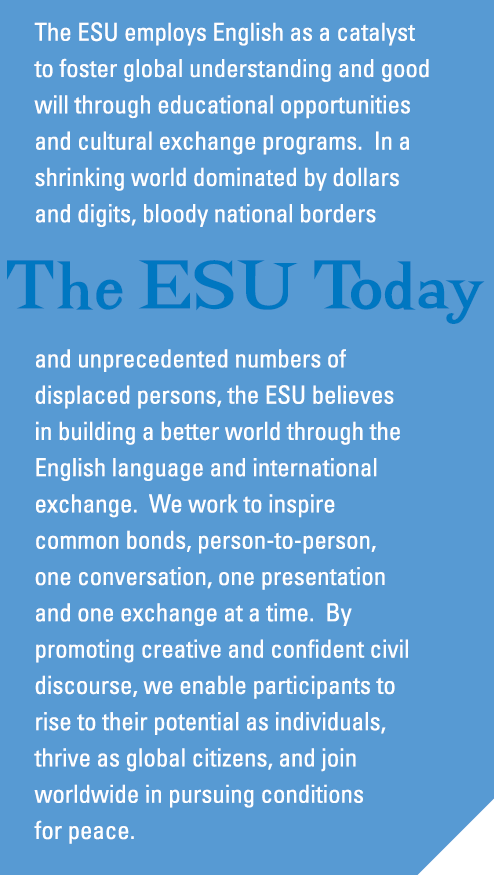 The ESU employs English as a catalyst
to foster global understanding and good
will through educational opportunities
and cultural exchange programs.  In a
shrinking world dominated by dollars
and digits, bloody national borders
The ESU Today
and unprecedented numbers of
displaced persons, the ESU believes
in building a better world through the
English language and international
exchange.  We work to inspire
common bonds, person-to-person,
one conversation, one presentation
and one exchange at a time.  By
promoting creative and confident civil
discourse, we enable participants to
rise to their potential as individuals,
thrive as global citizens, and join
worldwide in pursuing conditions
for peace.